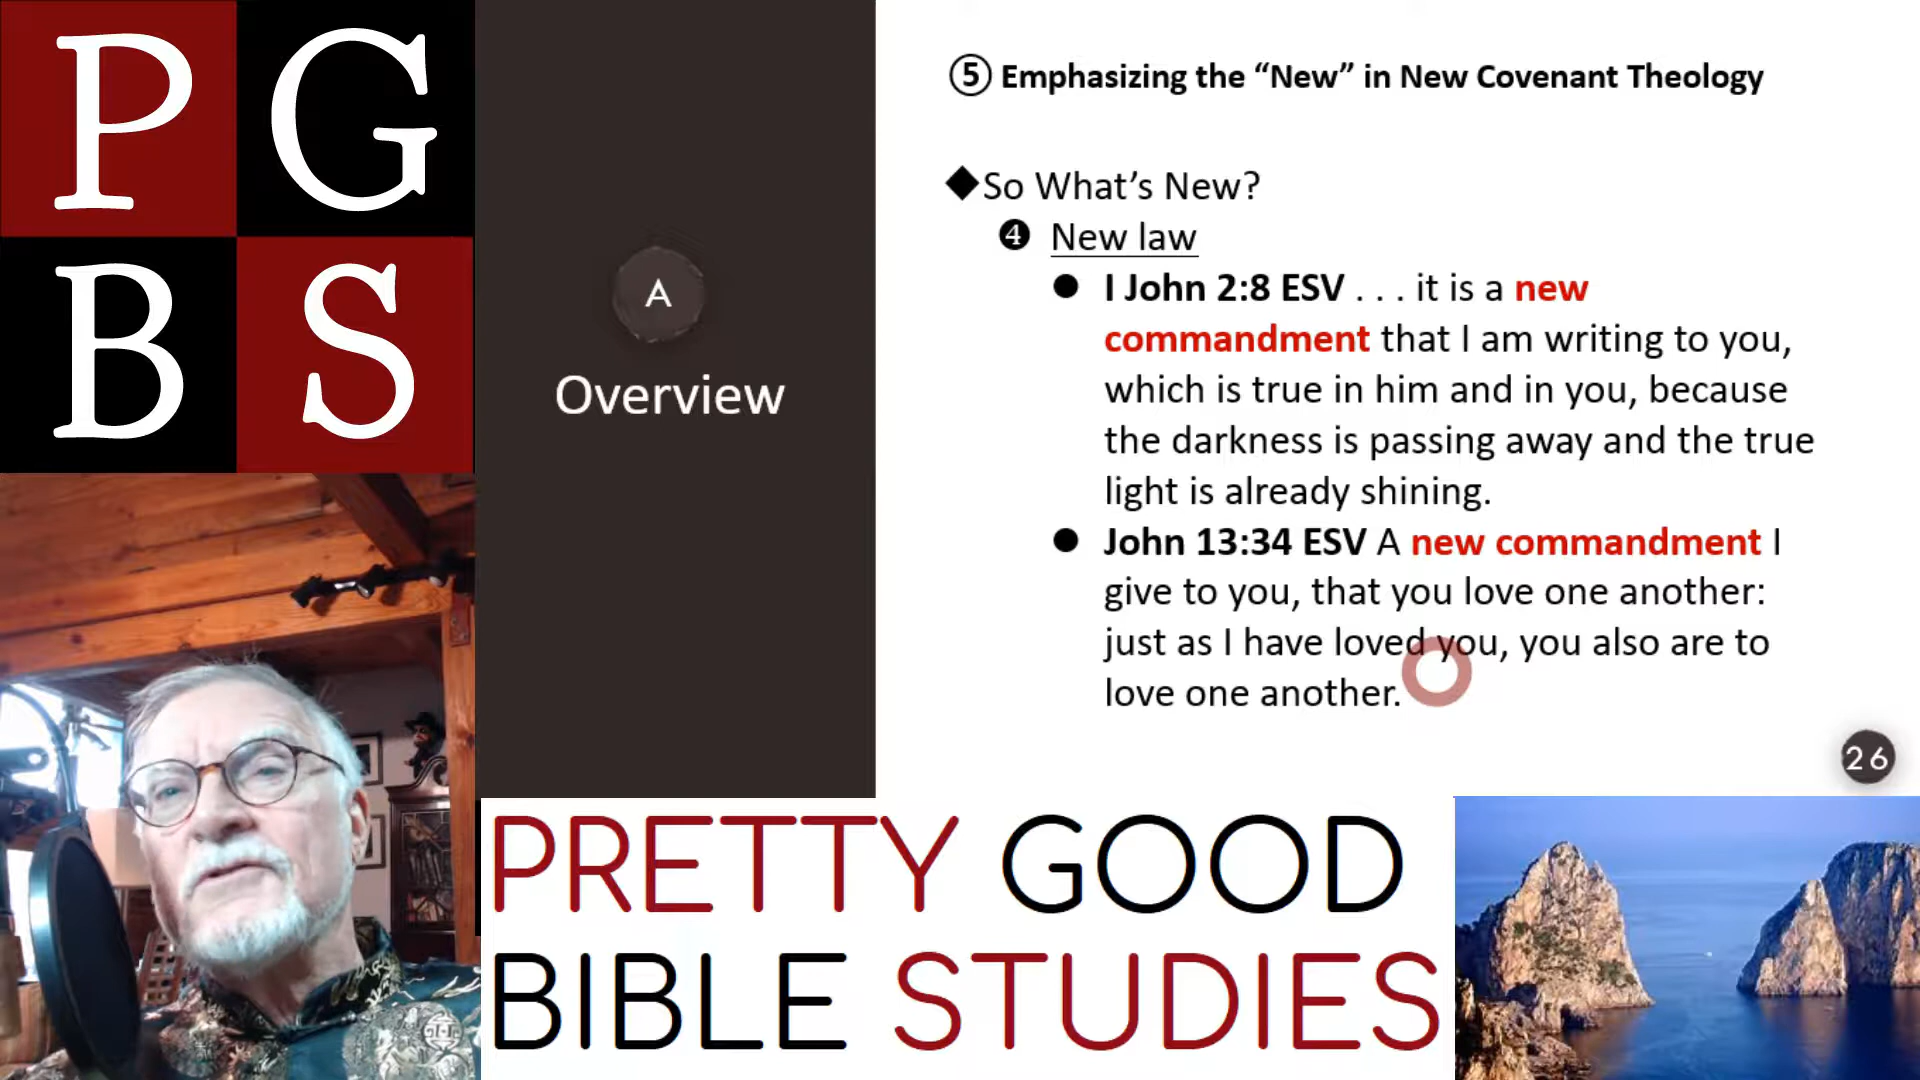 P G
B S
A
Overview
⑤ Emphasizing the “New” in New Covenant Theology
◆So What’s New?
❹ New law
● I John 2:8 ESV . . . it is a new
commandment that I am writing to you,
which is true in him and in you, because
the darkness is passing away and the true
light is already shining.
● John 13:34 ESV A new commandment I
give to you, that you love one another:
just as I have loved you, you also are to
love one another.
26
PRETTY GOOD
BIBLE STUDIES